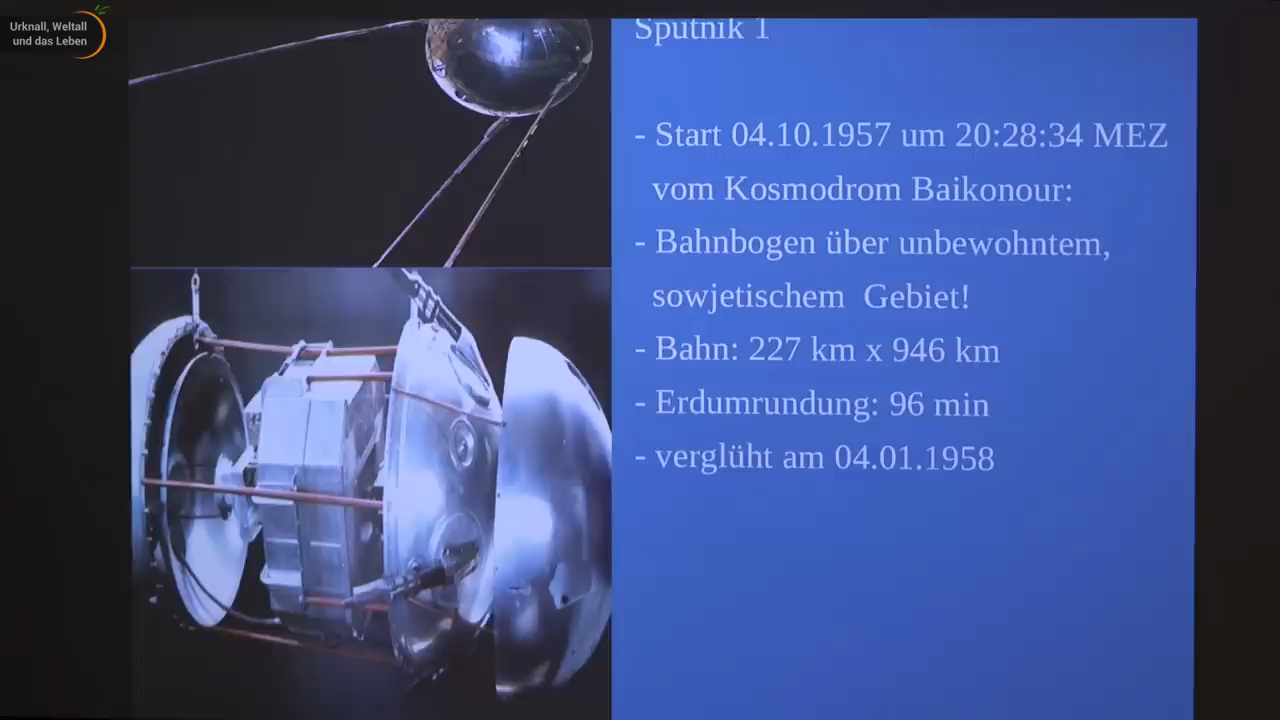 Urknall, Weltall
und das Leben
Sputnik 1
- Start 04.10.1957 um 20:28:34 MEZ
vom Kosmodrom Baikonour:
- Bahnbogen über unbewohntem,
sowjetischem Gebiet!
- Bahn: 227 km x 946 km
- Erdumrundung: 96 min
- verglüht am 04.01.1958